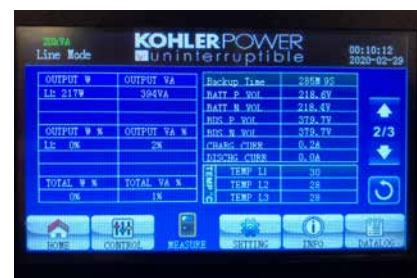 20kVA
Line Mode
KOHLERPOWER
uninterruptible
00:10:12
2020-02-29
OUTPUT W OUTPUT VA
L1: 217W 394VA
OUTPUT W % OUTPUT VA %
L1: 0% 2%
TOTAL W % TOTAL VA %
0% 1%
Backup Time 285M 9S
BATT P VOL 218.6V
BATT N VOL 218.4V
BUS P VOL 379.7V
BUS N VOL 379.7V
CHARG CURR 0.2A
DISCHG CURR 0.0A
TEMP °C
TEMP L1 30
TEMP L2 28
TEMP L3 28
2/3
HOME CONTROL MEASURE SETTING INFO DATALOG